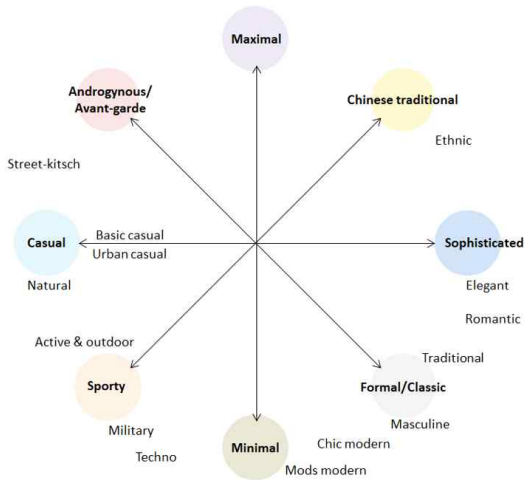 Maximal
Androgynous/
Avant-garde
Chinese traditional
Ethnic
Street-kitsch
Basic casual
Casual
Urban casual
Sophisticated
Natural
Elegant
Romantic
Active & outdoor
Traditional
Sporty
Formal/Classic
Military
Masculine
Techno
Minimal
Chic modern
Mods modern